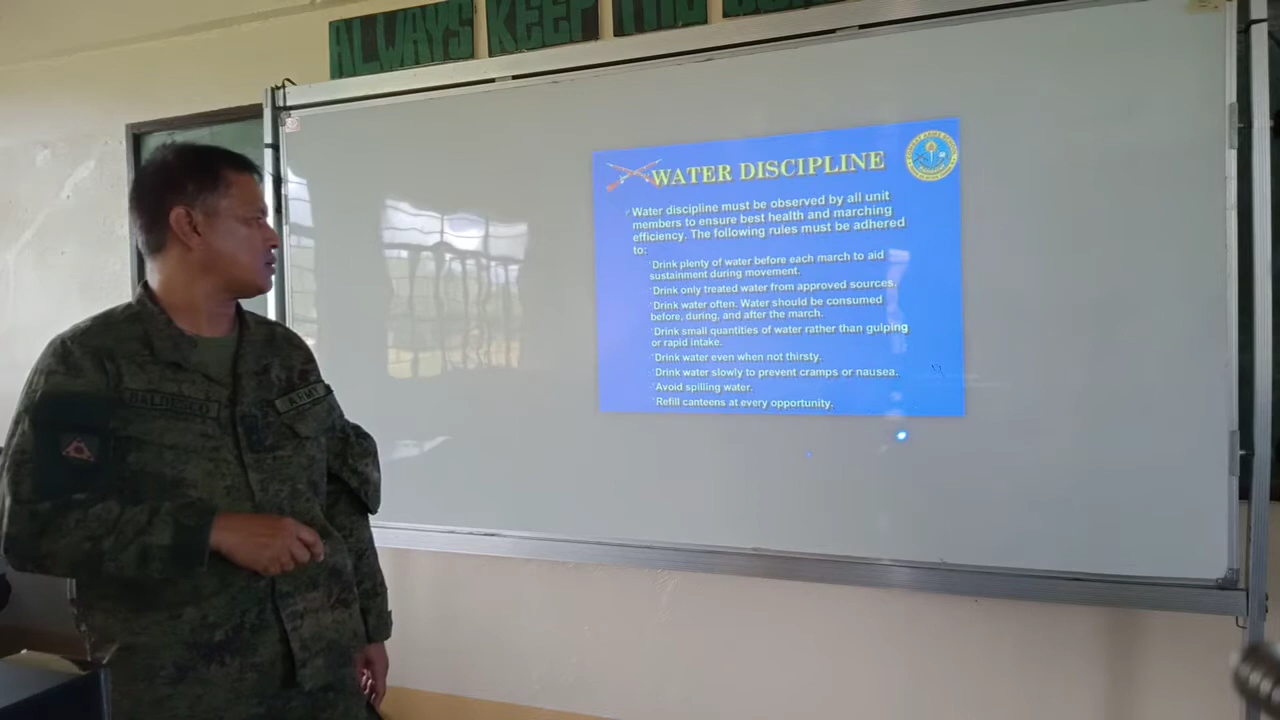 ALWAYS KEEP THE
WATER DISCIPLINE
Water discipline must be observed by all unit
members to ensure best health and marching
efficiency. The following rules must be adhered
to:
Drink plenty of water before each march to aid
sustainment during movement.
Drink only treated water from approved sources.
Drink water often. Water should be consumed
before, during, and after the march.
Drink small quantities of water rather than gulping
or rapid intake.
Drink water even when not thirsty.
Drink water slowly to prevent cramps or nausea.
Avoid spilling water.
Refill canteens at every opportunity.
ARMY